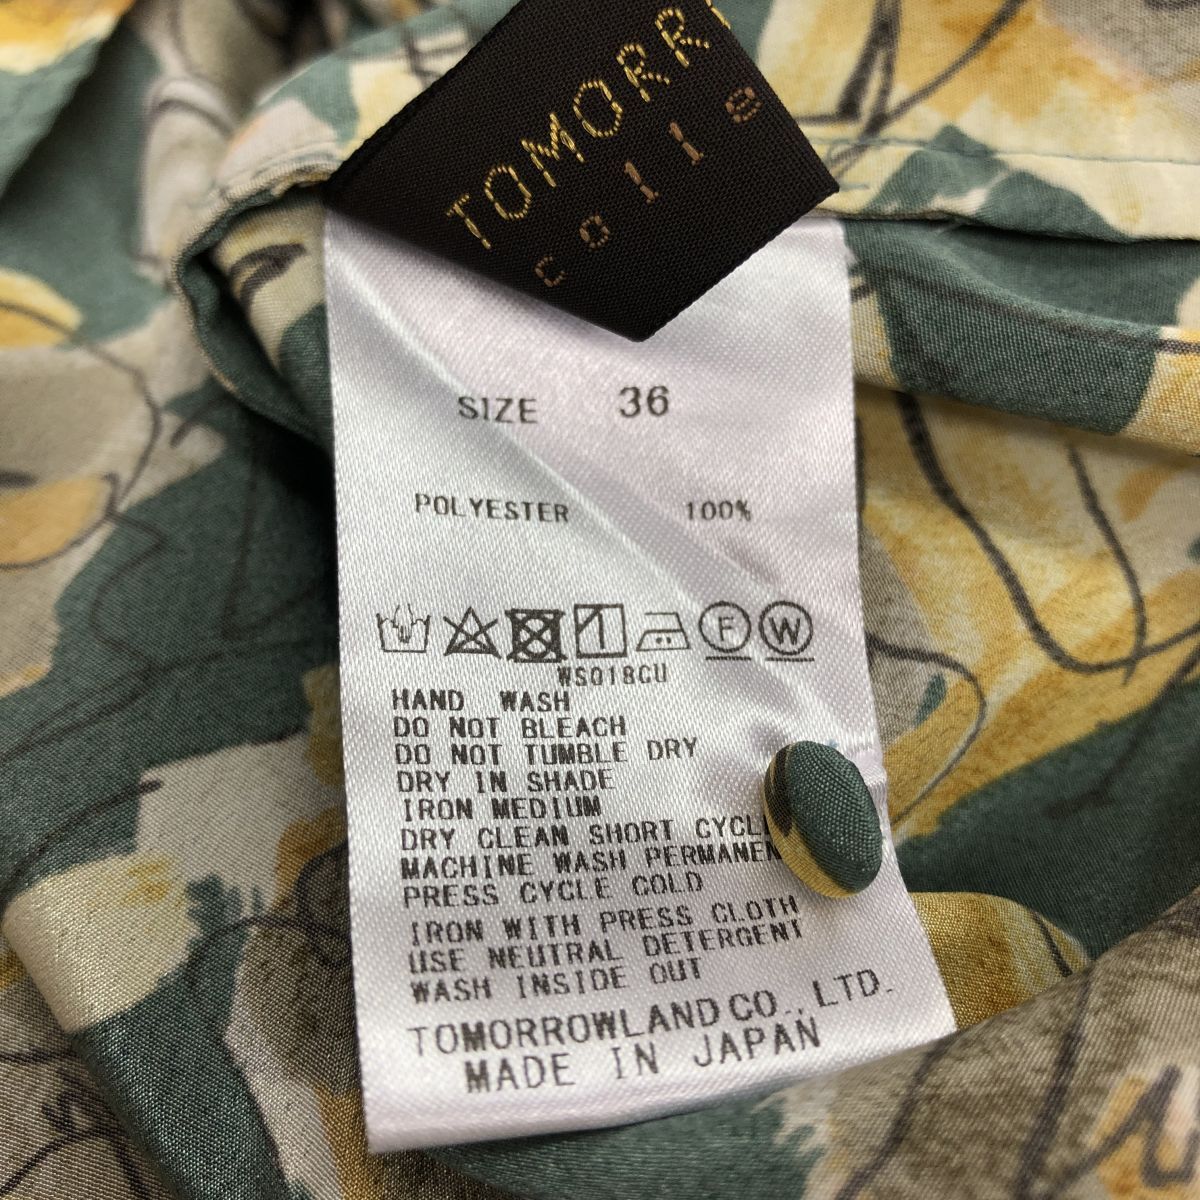 TOMORR
colle
SIZE 36
POLYESTER 100%
F W
WS018CU
HAND WASH
DO NOT BLEACH
DO NOT TUMBLE DRY
DRY IN SHADE
IRON MEDIUM
DRY CLEAN SHORT CYCL
MACHINE WASH PERMANEN
PRESS CYCLE COLD
IRON WITH PRESS CLOTH
USE NEUTRAL DETERGENT
WASH INSIDE OUT
TOMORROWLAND CO., LTD.
MADE IN JAPAN